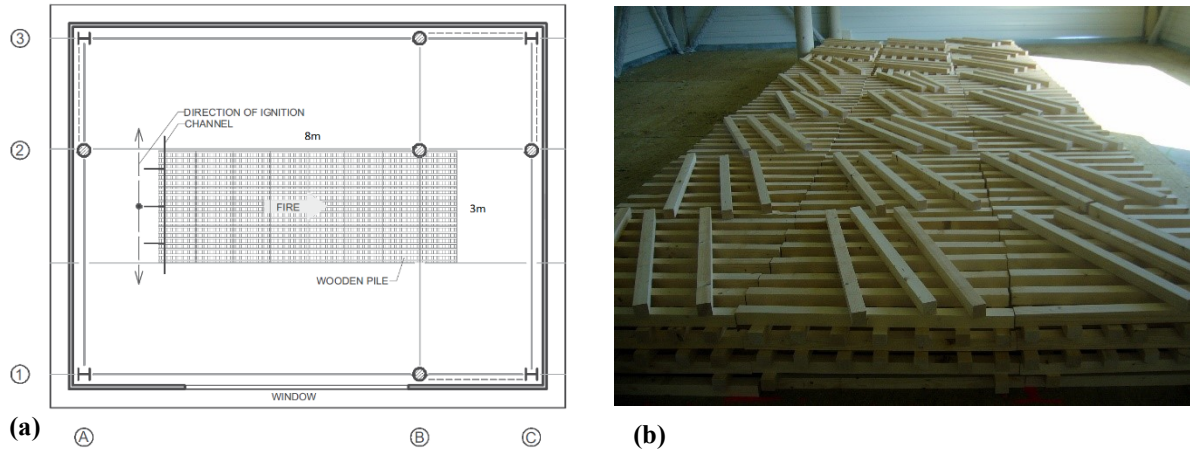 3
DIRECTION OF IGNITION
CHANNEL
8m
2
FIRE
3m
WOODEN PILE
1
WINDOW
(a)
A
B
C
(b)